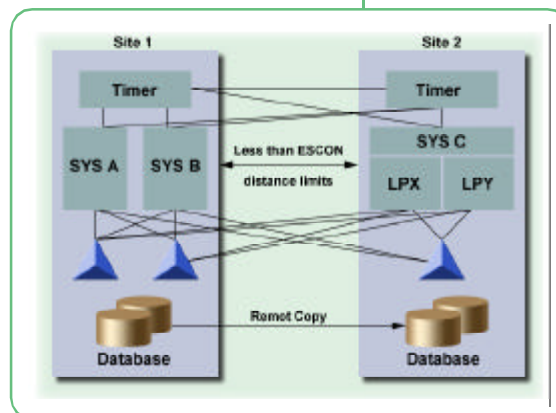 Site 1
Site 2
Timer
Timer
SYS A
SYS B
Less than ESCON
distance limits
SYS C
LPX
LPY
Remot Copy
Database
Database